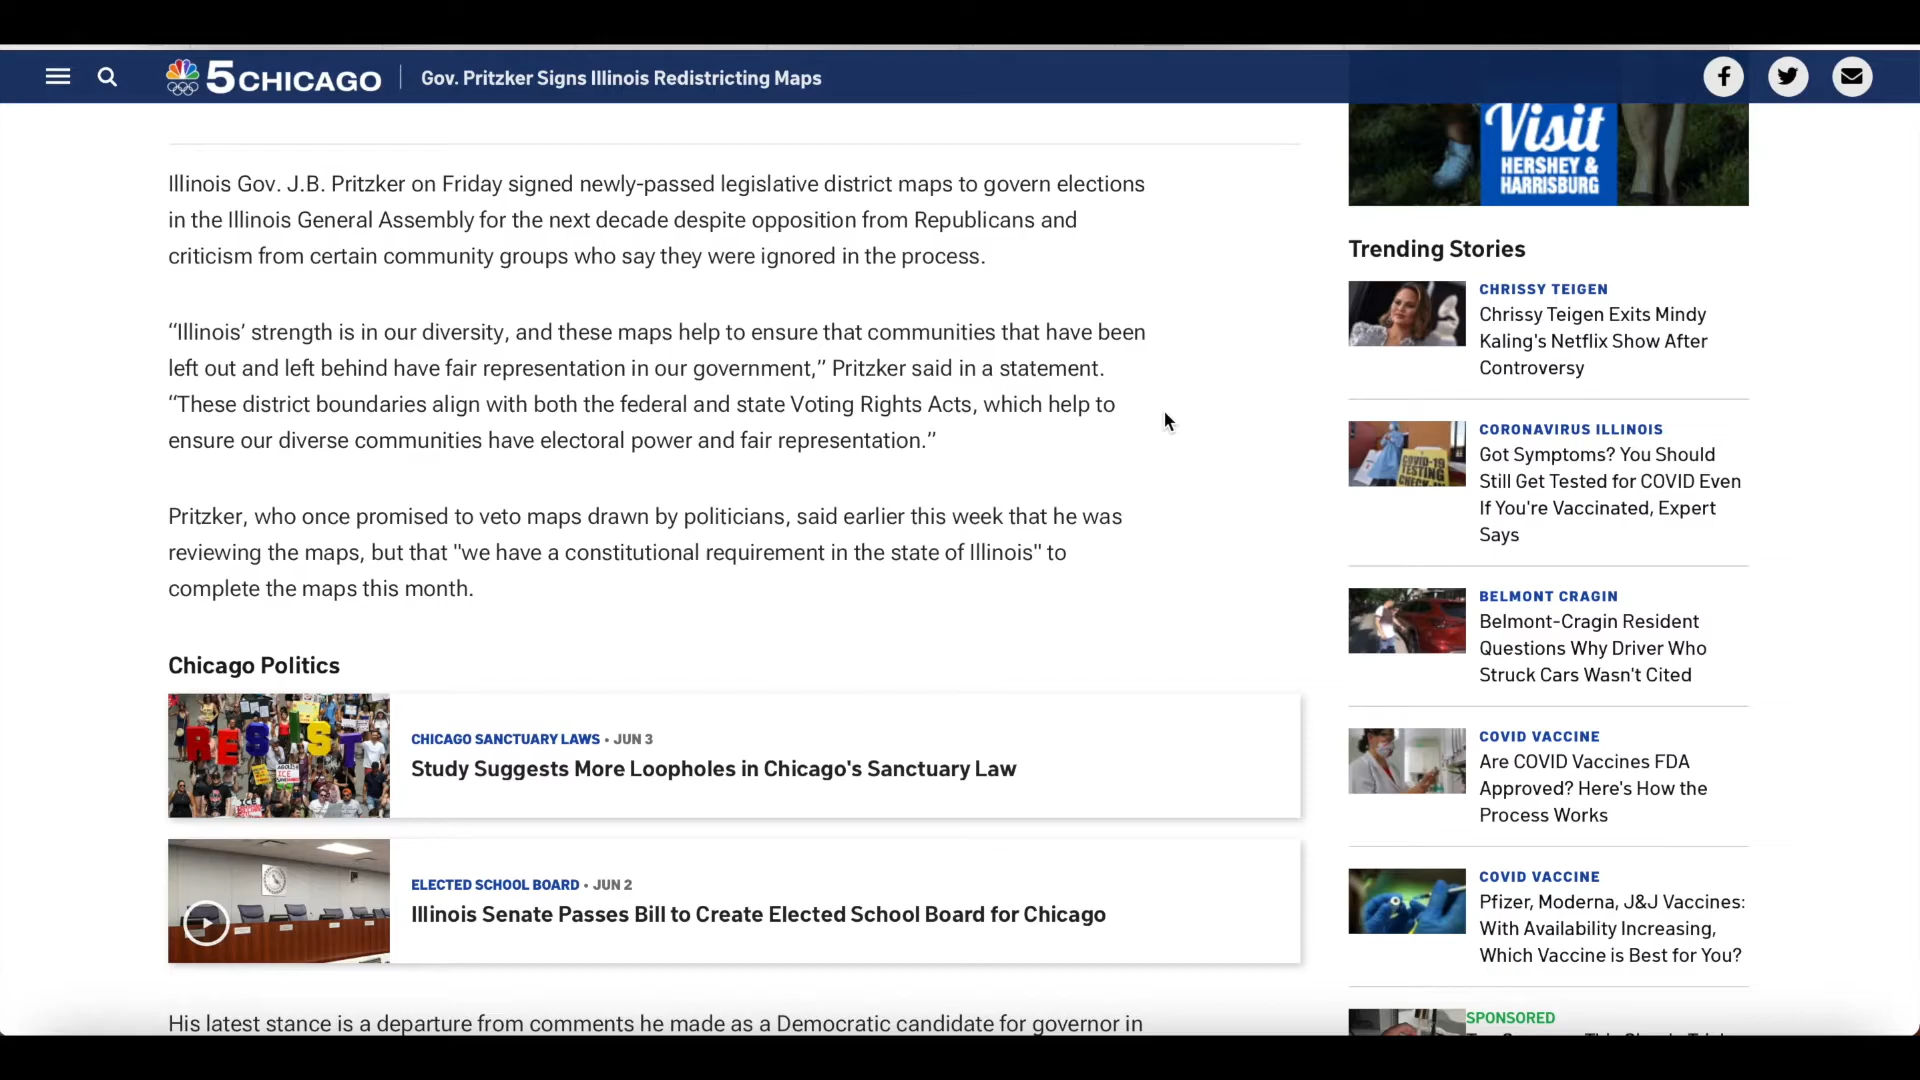 5 CHICAGO
Gov. Pritzker Signs Illinois Redistricting Maps
Illinois Gov. J.B. Pritzker on Friday signed newly-passed legislative district maps to govern elections
in the Illinois General Assembly for the next decade despite opposition from Republicans and
criticism from certain community groups who say they were ignored in the process.
“Illinois’ strength is in our diversity, and these maps help to ensure that communities that have been
left out and left behind have fair representation in our government,” Pritzker said in a statement.
“These district boundaries align with both the federal and state Voting Rights Acts, which help to
ensure our diverse communities have electoral power and fair representation.”
Pritzker, who once promised to veto maps drawn by politicians, said earlier this week that he was
reviewing the maps, but that "we have a constitutional requirement in the state of Illinois" to
complete the maps this month.
Chicago Politics
RESIST
CHICAGO SANCTUARY LAWS • JUN 3
Study Suggests More Loopholes in Chicago's Sanctuary Law
ELECTED SCHOOL BOARD • JUN 2
Illinois Senate Passes Bill to Create Elected School Board for Chicago
His latest stance is a departure from comments he made as a Democratic candidate for governor in
Visit
HERSHEY &
HARRISBURG
Trending Stories
CHRISSY TEIGEN
Chrissy Teigen Exits Mindy
Kaling's Netflix Show After
Controversy
COVID-19
TESTING
CORONAVIRUS ILLINOIS
Got Symptoms? You Should
Still Get Tested for COVID Even
If You're Vaccinated, Expert
Says
BELMONT CRAGIN
Belmont-Cragin Resident
Questions Why Driver Who
Struck Cars Wasn't Cited
COVID VACCINE
Are COVID Vaccines FDA
Approved? Here's How the
Process Works
COVID VACCINE
Pfizer, Moderna, J&J Vaccines:
With Availability Increasing,
Which Vaccine is Best for You?
SPONSORED